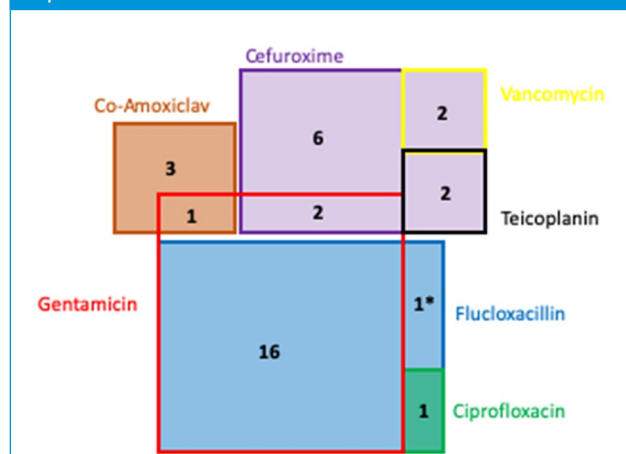 Cefuroxime
Vancomycin
2
Co-Amoxiclav
6
3
2
1
2
Teicoplanin
Gentamicin
1*
Flucloxacillin
16
1
Ciprofloxacin